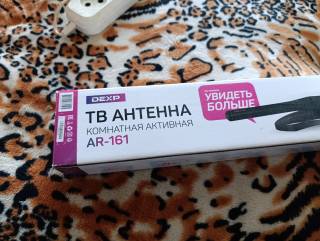 DEXP
ТВ АНТЕННА
КОМНАТНАЯ АКТИВНАЯ
AR-161
УВИДЕТЬ
БОЛЬШЕ